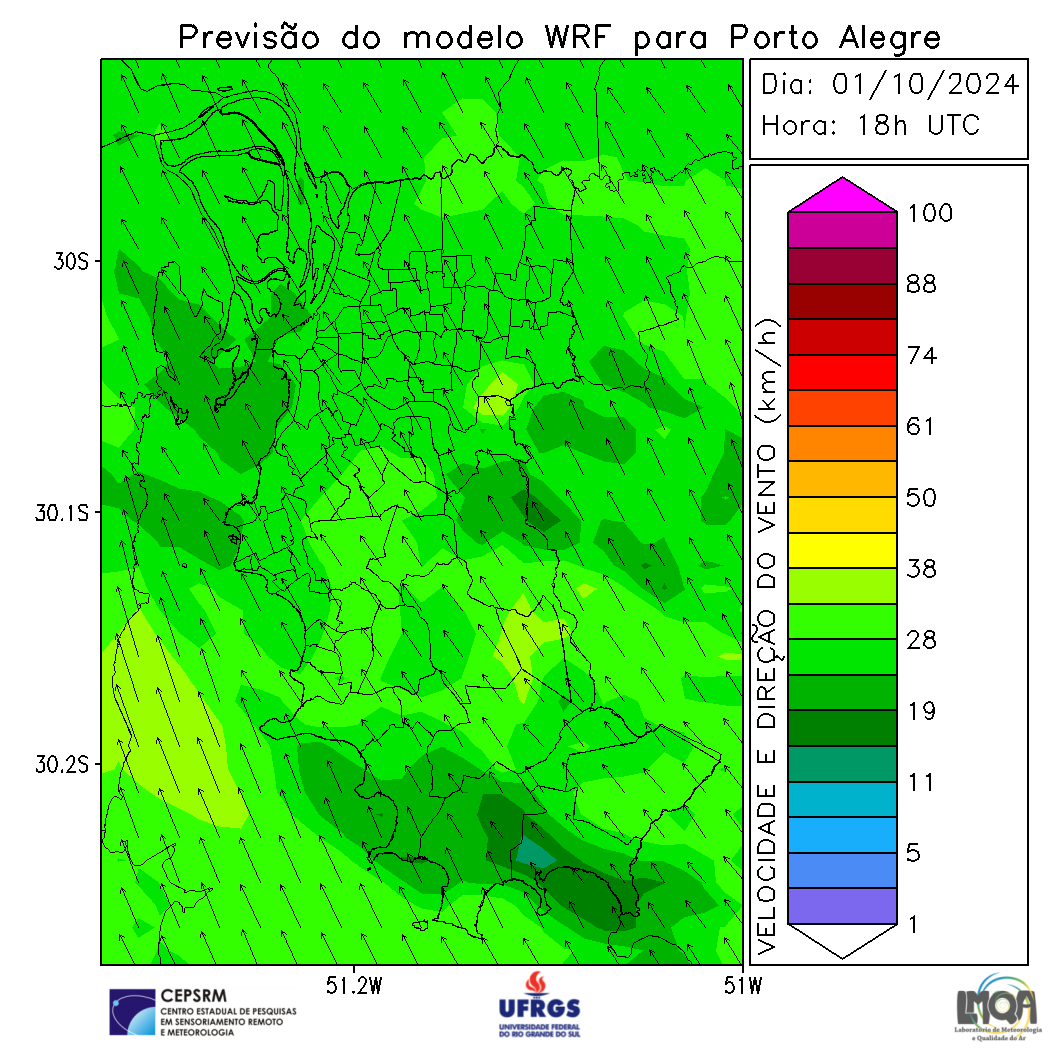 Previsão do modelo WRF para Porto Alegre
Dia: 01/10/2024
Hora: 18h UTC
30S
30.1S
30.2S
51.2W
51W
VELOCIDADE E DIREÇÃO DO VENTO (km/h)
100
88
74
61
50
38
28
19
11
5
1
CEPSRM
CENTRO ESTADUAL DE PESQUISAS
EM SENSORIAMENTO REMOTO
E METEOROLOGIA
UFRGS
UNIVERSIDADE FEDERAL
DO RIO GRANDE DO SUL
LMQA
Laboratório de Meteorologia
e Qualidade do Ar